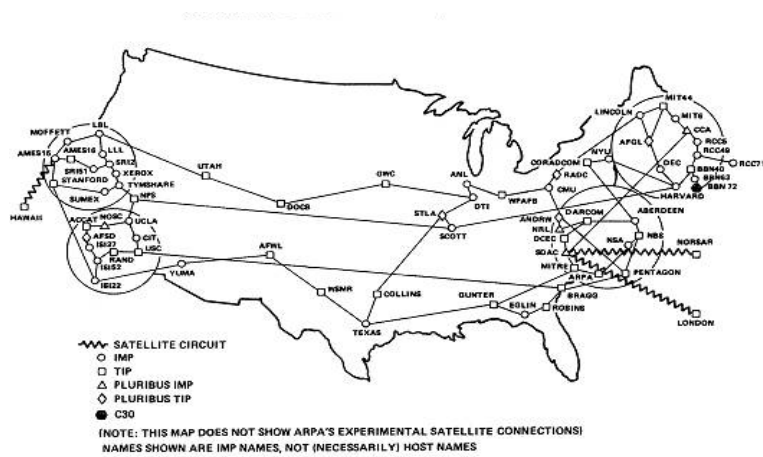 MIT44
LINCOLN
MIT6
CCA
LBL
MOFFETT
AMES15
AMES16
LLL
SRI2
SRI51
XEROX
STANFORD
TYMSHARE
SUMEX
NPS
HAWAII
UTAH
DOCB
GWC
ANL
DTI
WPAFB
STLA
SCOTT
CORADCOM
RADC
CMU
NYU
AFGL
DEC
RCC5
RCC49
RCC71
BBN40
BBN63
BBN72
HARVARD
ACCAT
NOSC
UCLA
AFSD
CIT
ISI27
RAND
USC
ISI52
ISI22
YUMA
AFWL
WSMR
COLLINS
TEXAS
GUNTER
EGLIN
ROBINS
BRAGG
ANDRW
DARCOM
ABERDEEN
NRL
DCEC
NSA
NBS
SDAC
NORSAR
MITRE
ARPA
PENTAGON
LONDON
SATELLITE CIRCUIT
IMP
TIP
PLURIBUS IMP
PLURIBUS TIP
C30
(NOTE: THIS MAP DOES NOT SHOW ARPA'S EXPERIMENTAL SATELLITE CONNECTIONS)
NAMES SHOWN ARE IMP NAMES, NOT (NECESSARILY) HOST NAMES